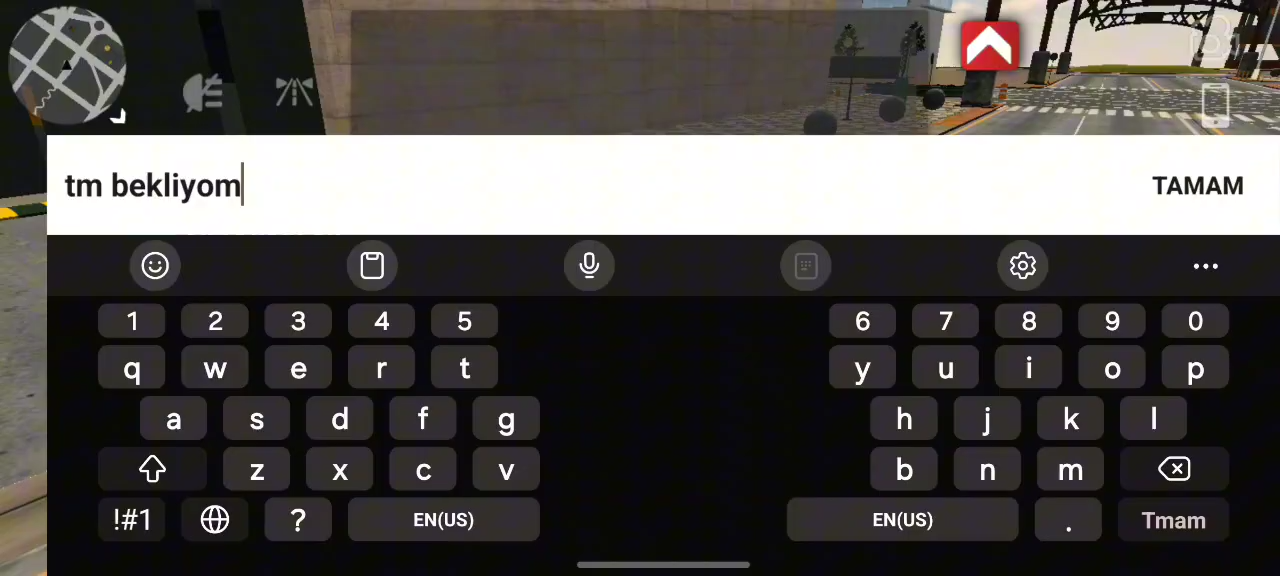 tm bekliyom
TAMAM
1 2 3 4 5 6 7 8 9 0
q w e r t y u i o p
a s d f g h j k l
z x c v b n m
!#1 ? EN(US) EN(US) . Tmam